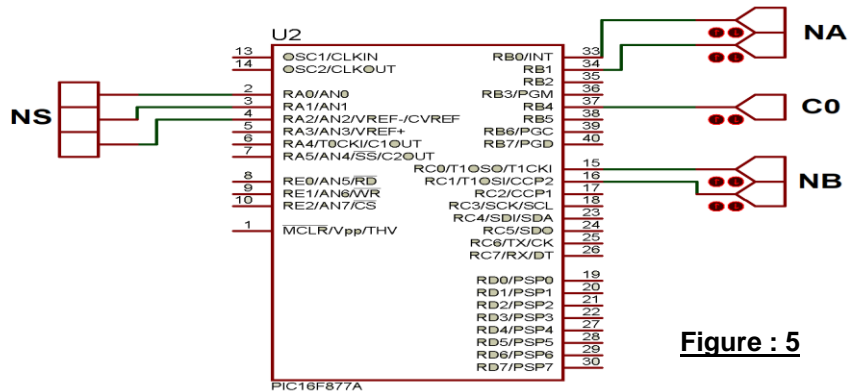 U2
13 OSC1/CLKIN
14 OSC2/CLKOUT
2 RA0/AN0
3 RA1/AN1
4 RA2/AN2/VREF-/CVREF
5 RA3/AN3/VREF+
6 RA4/T0CKI/C1OUT
7 RA5/AN4/SS/C2OUT
8 RE0/AN5/RD
9 RE1/AN6/WR
10 RE2/AN7/CS
1 MCLR/Vpp/THV
RB0/INT 33
RB1 34
RB2 35
RB3/PGM 36
RB4 37
RB5 38
RB6/PGC 39
RB7/PGD 40
RC0/T1OSO/T1CKI 15
RC1/T1OSI/CCP2 16
RC2/CCP1 17
RC3/SCK/SCL 18
RC4/SDI/SDA 23
RC5/SDO 24
RC6/TX/CK 25
RC7/RX/DT 26
RD0/PSP0 19
RD1/PSP1 20
RD2/PSP2 21
RD3/PSP3 22
RD4/PSP4 27
RD5/PSP5 28
RD6/PSP6 29
RD7/PSP7 30
PIC16F877A
NS
NA
C0
NB
Figure : 5